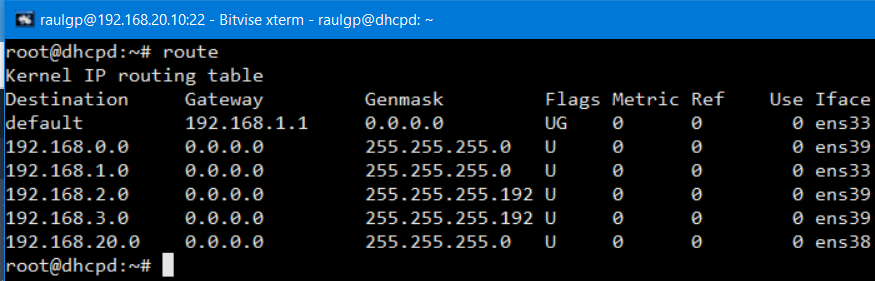 raulgp@192.168.20.10:22 - Bitvise xterm - raulgp@dhcpd: ~
root@dhcpd:~# route
Kernel IP routing table
Destination     Gateway         Genmask         Flags Metric Ref    Use Iface
default         192.168.1.1     0.0.0.0         UG    0      0        0 ens33
192.168.0.0     0.0.0.0         255.255.255.0   U     0      0        0 ens39
192.168.1.0     0.0.0.0         255.255.255.0   U     0      0        0 ens33
192.168.2.0     0.0.0.0         255.255.255.192 U     0      0        0 ens39
192.168.3.0     0.0.0.0         255.255.255.192 U     0      0        0 ens39
192.168.20.0    0.0.0.0         255.255.255.0   U     0      0        0 ens38
root@dhcpd:~#